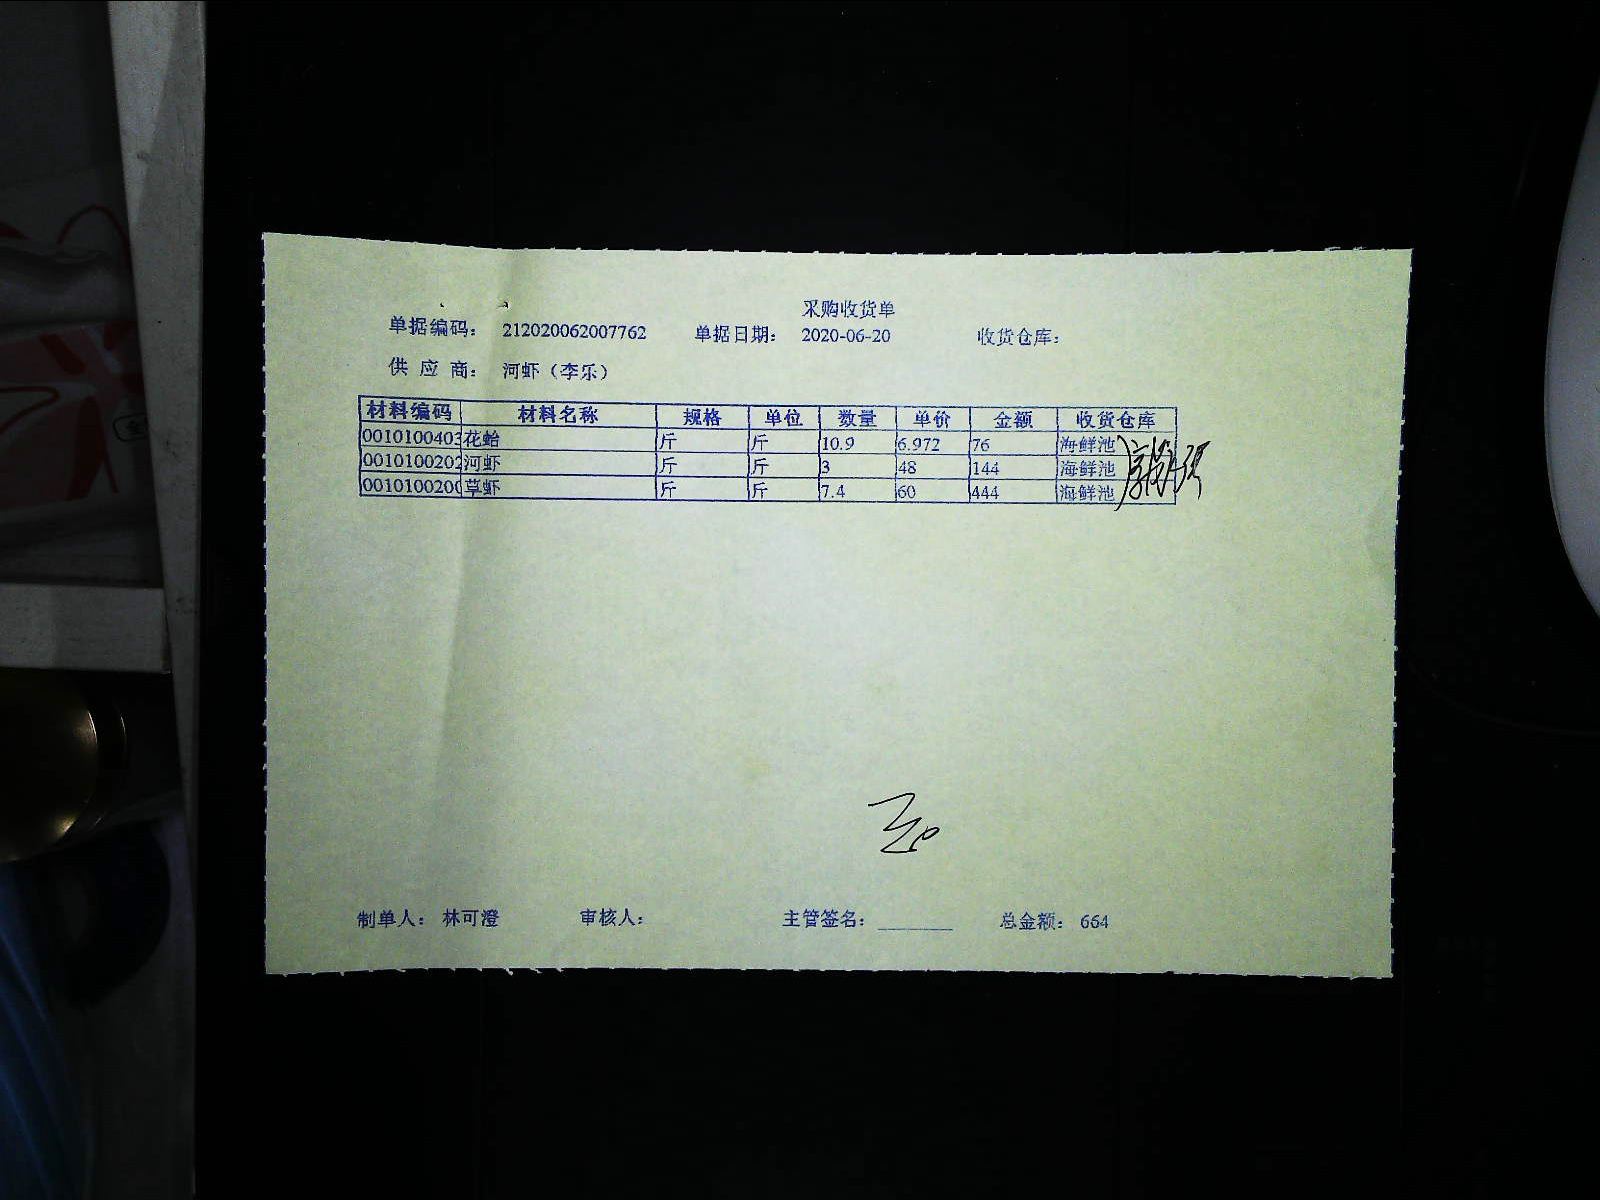 采购收货单
单据编码： 212020062007762 单据日期： 2020-06-20 收货仓库：
供 应 商： 河虾（李乐）
材料编码 材料名称 规格 单位 数量 单价 金额 收货仓库
0010100403 花蛤 斤 斤 10.9 6.972 76 海鲜池
0010100202 河虾 斤 斤 3 48 144 海鲜池
0010100200 草虾 斤 斤 7.4 60 444 海鲜池
制单人： 林可澄 审核人： 主管签名： ________ 总金额： 664